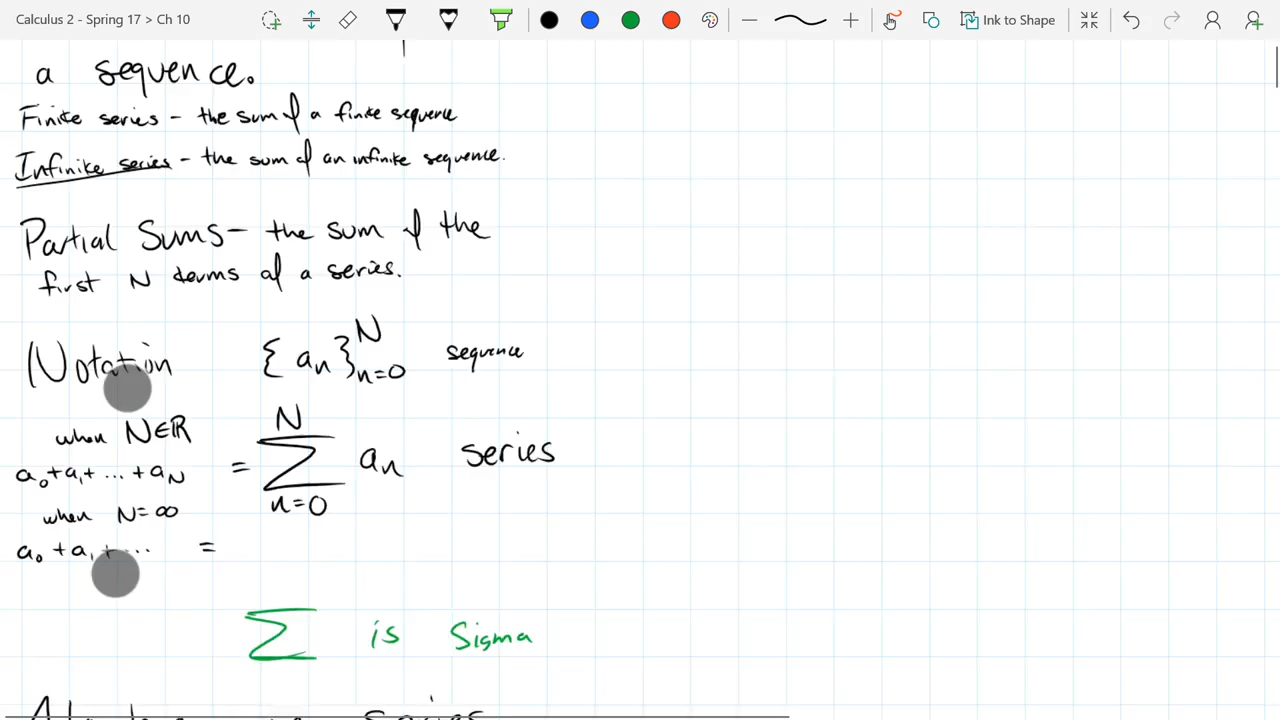 Calculus 2 - Spring 17 > Ch 10
Ink to Shape
a sequence.
Finite series - the sum of a finite sequence
Infinite series - the sum of an infinite sequence.
Partial Sums - the sum of the
first N terms of a series.
Notation {aₙ}ᴺₙ₌₀ sequence
when N∈ℝ
a₀+a₁+...+a_N = ∑ᴺₙ₌₀ aₙ series
when N=∞
a₀+a₁+... =
∑ is Sigma
series